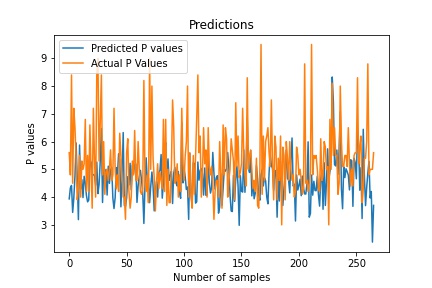 Predictions
Predicted P values
Actual P Values
P values
9
8
7
6
5
4
3
0
50
100
150
200
250
Number of samples